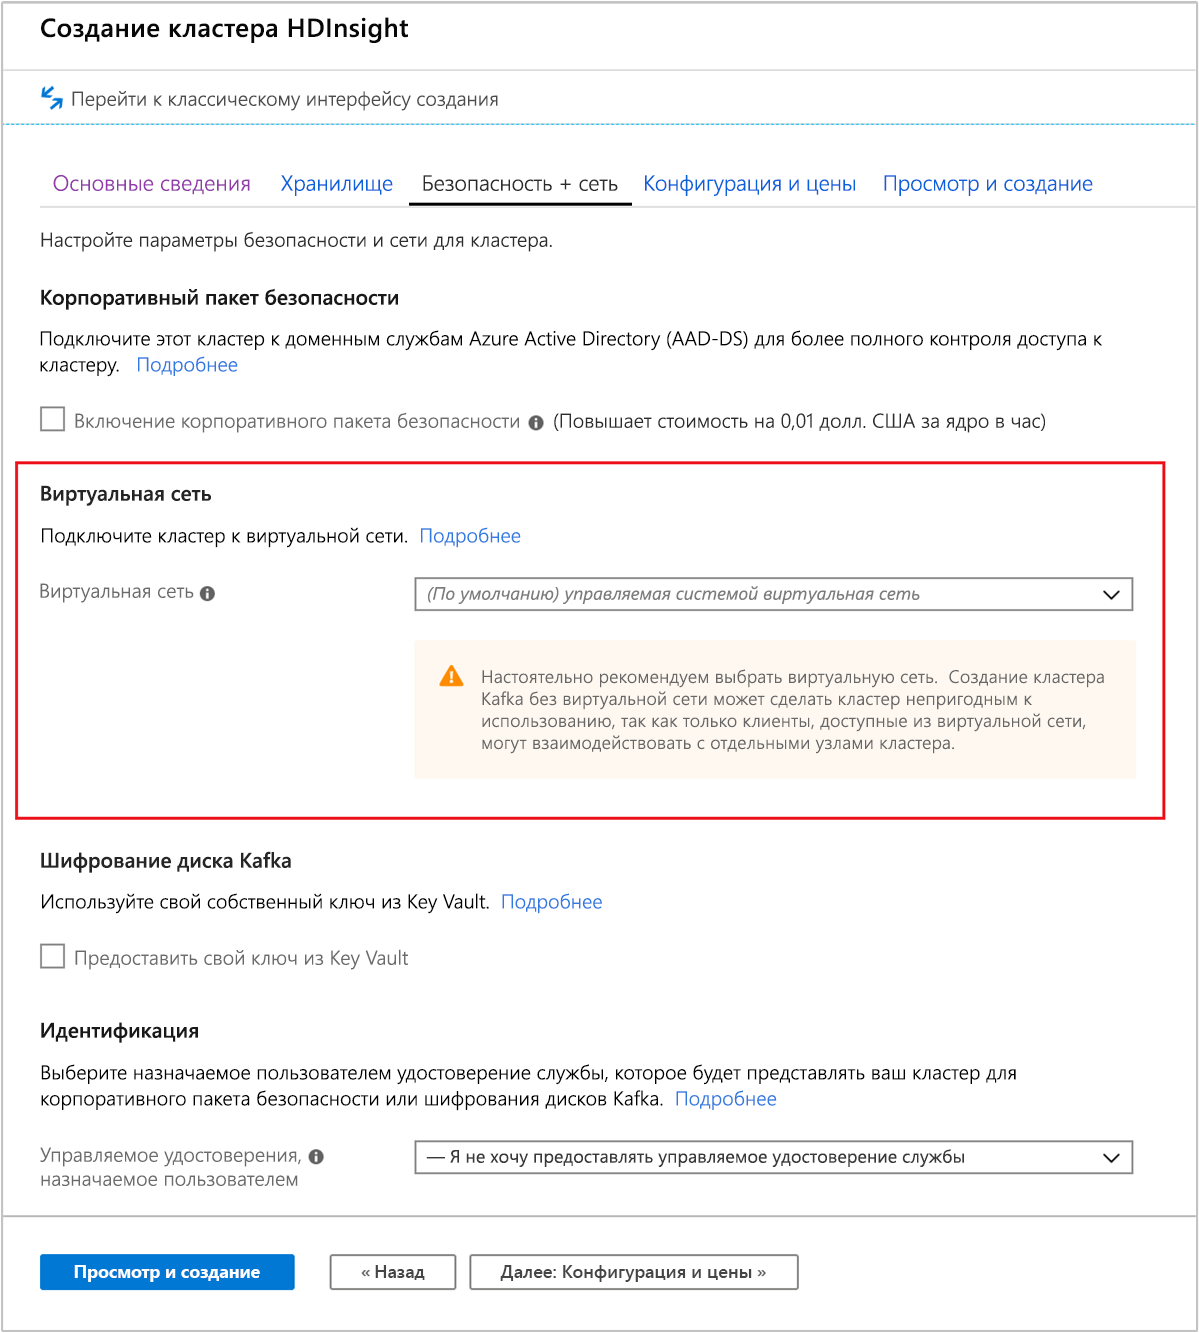 Создание кластера HDInsight
Перейти к классическому интерфейсу создания
Основные сведения Хранилище Безопасность + сеть Конфигурация и цены Просмотр и создание
Настройте параметры безопасности и сети для кластера.
Корпоративный пакет безопасности
Подключите этот кластер к доменным службам Azure Active Directory (AAD-DS) для более полного контроля доступа к
кластеру. Подробнее
Включение корпоративного пакета безопасности (Повышает стоимость на 0,01 долл. США за ядро в час)
Виртуальная сеть
Подключите кластер к виртуальной сети. Подробнее
Виртуальная сеть (По умолчанию) управляемая системой виртуальная сеть
Настоятельно рекомендуем выбрать виртуальную сеть. Создание кластера
Kafka без виртуальной сети может сделать кластер непригодным к
использованию, так как только клиенты, доступные из виртуальной сети,
могут взаимодействовать с отдельными узлами кластера.
Шифрование диска Kafka
Используйте свой собственный ключ из Key Vault. Подробнее
Предоставить свой ключ из Key Vault
Идентификация
Выберите назначаемое пользователем удостоверение службы, которое будет представлять ваш кластер для
корпоративного пакета безопасности или шифрования дисков Kafka. Подробнее
Управляемое удостоверения, — Я не хочу предоставлять управляемое удостоверение службы
назначаемое пользователем
Просмотр и создание « Назад Далее: Конфигурация и цены »